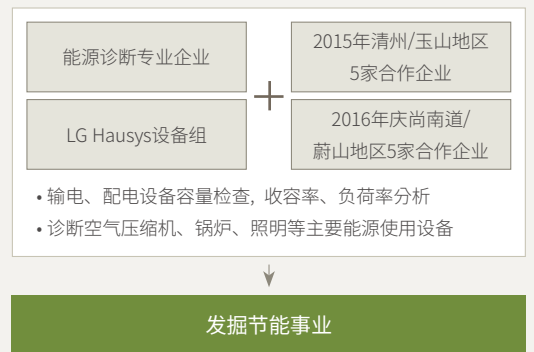 能源诊断专业企业
LG Hausys设备组
+
2015年清州/玉山地区
5家合作企业
2016年庆尚南道/
蔚山地区5家合作企业
• 输电、配电设备容量检查, 收容率、负荷率分析
• 诊断空气压缩机、锅炉、照明等主要能源使用设备
发掘节能事业